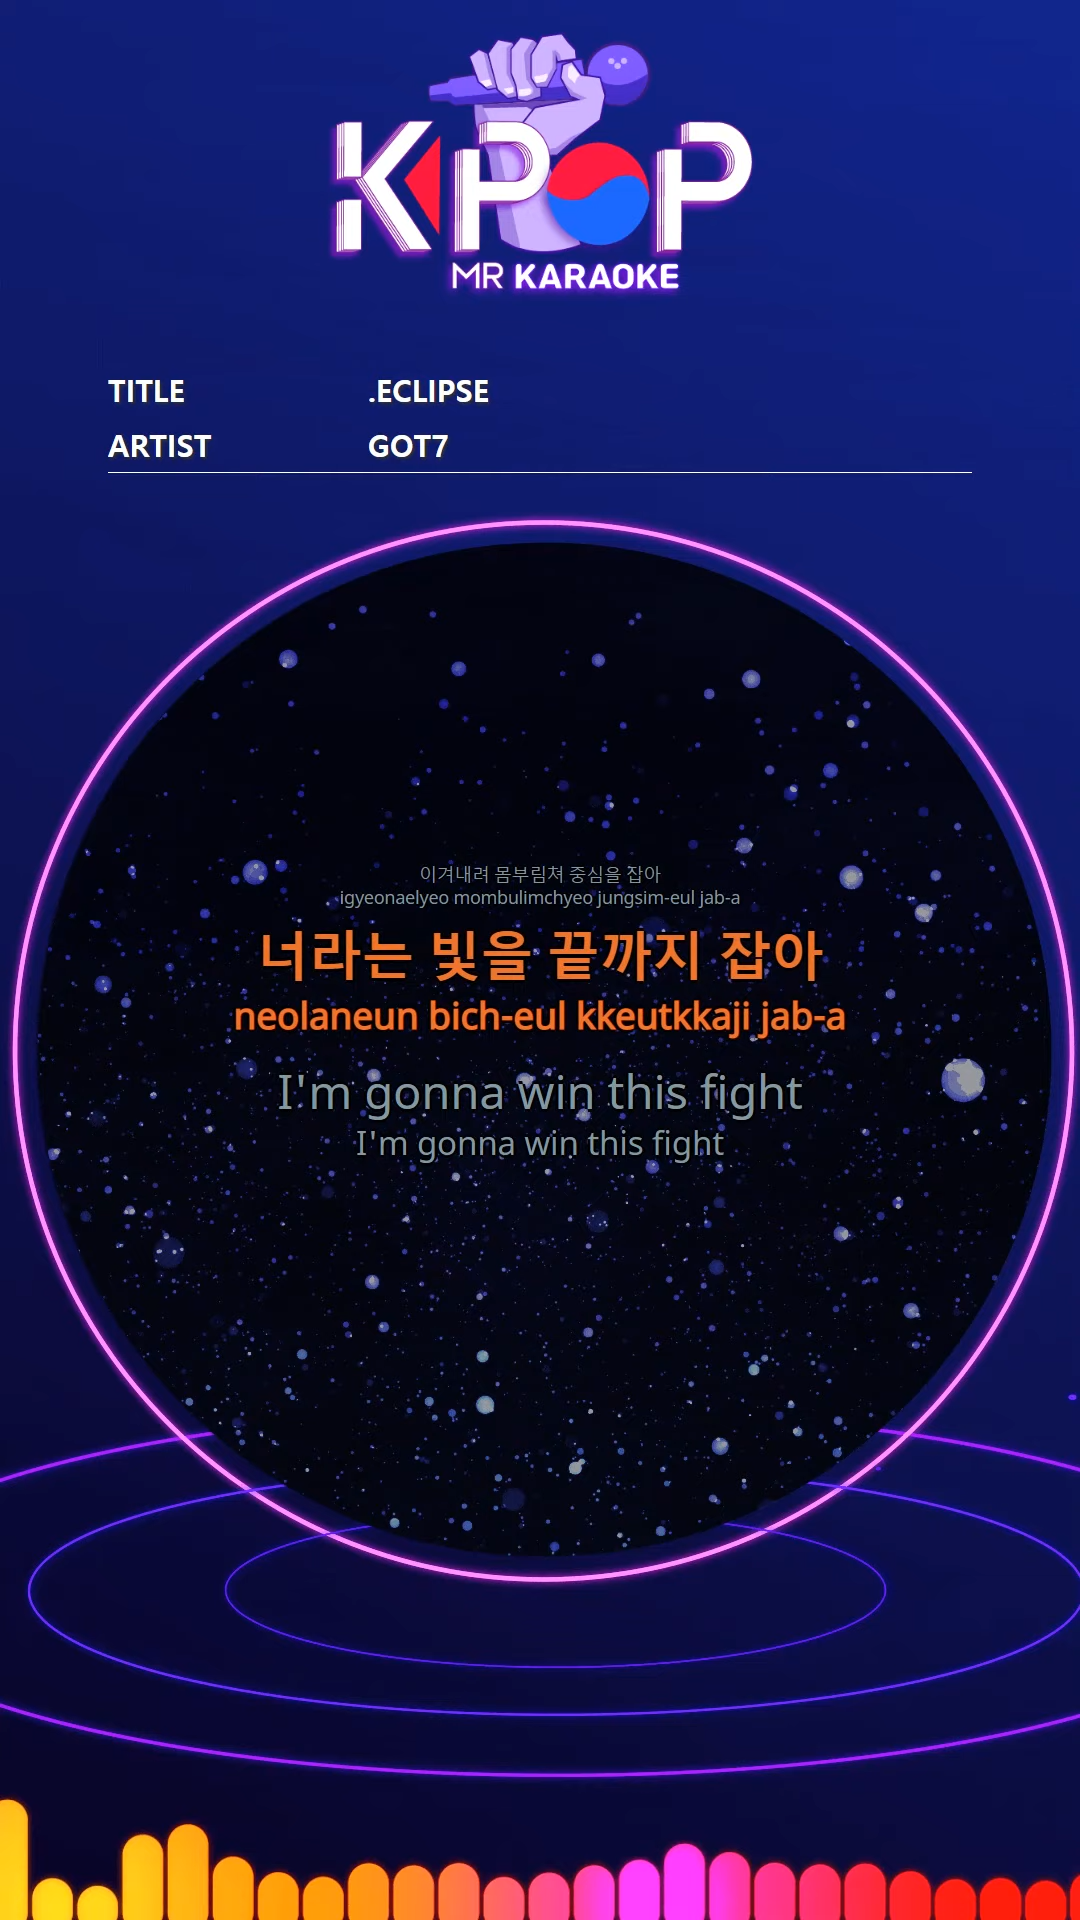 KPOP
MR KARAOKE
TITLE .ECLIPSE
ARTIST GOT7
이겨내려 몸부림쳐 중심을 잡아
igyeonaelyeo mombulimchyeo jungsim-eul jab-a
너라는 빛을 끝까지 잡아
neolaneun bich-eul kkeutkkaji jab-a
I'm gonna win this fight
I'm gonna win this fight